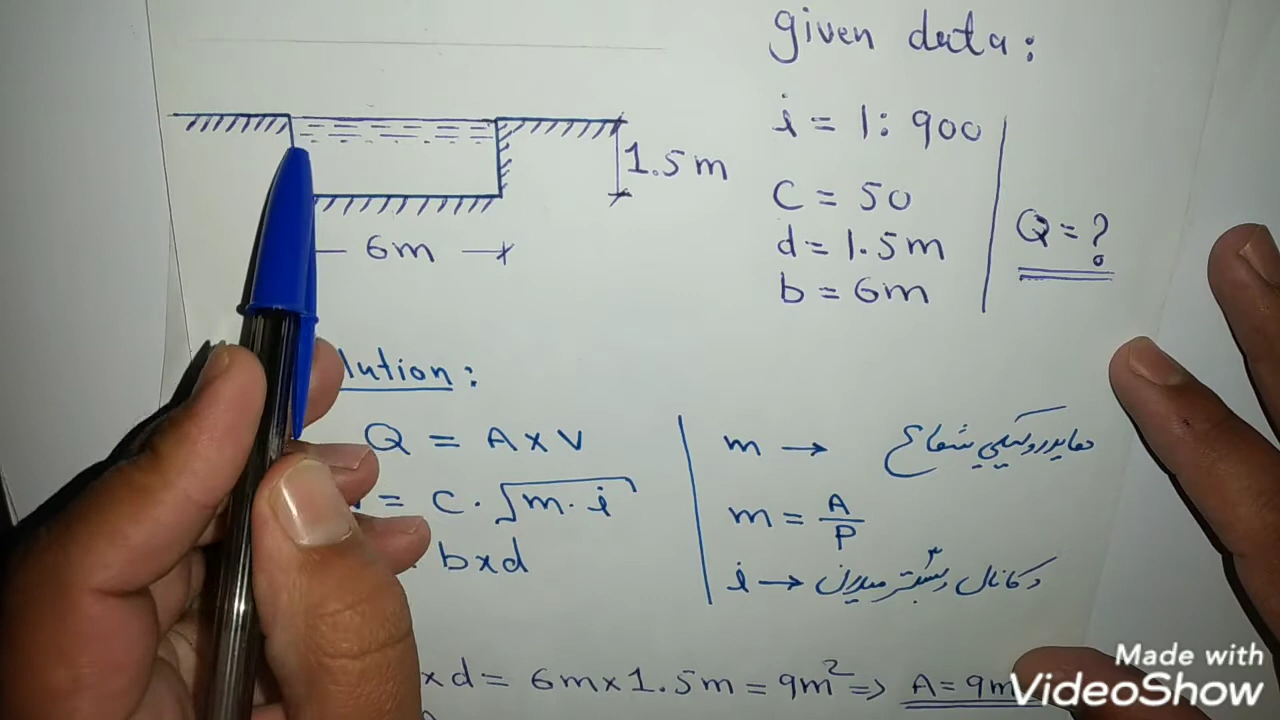 given data:
i = 1: 900
C = 50
d = 1.5m
b = 6m
Q = ?
1.5m
6m
lution:
Q = A x V
= C · √m · i
b x d
m → هایدرولیکي شعاع
m = A/P
i → د کانال د بستر میلان
x d = 6m x 1.5m = 9m² => A = 9m
Made with
VideoShow